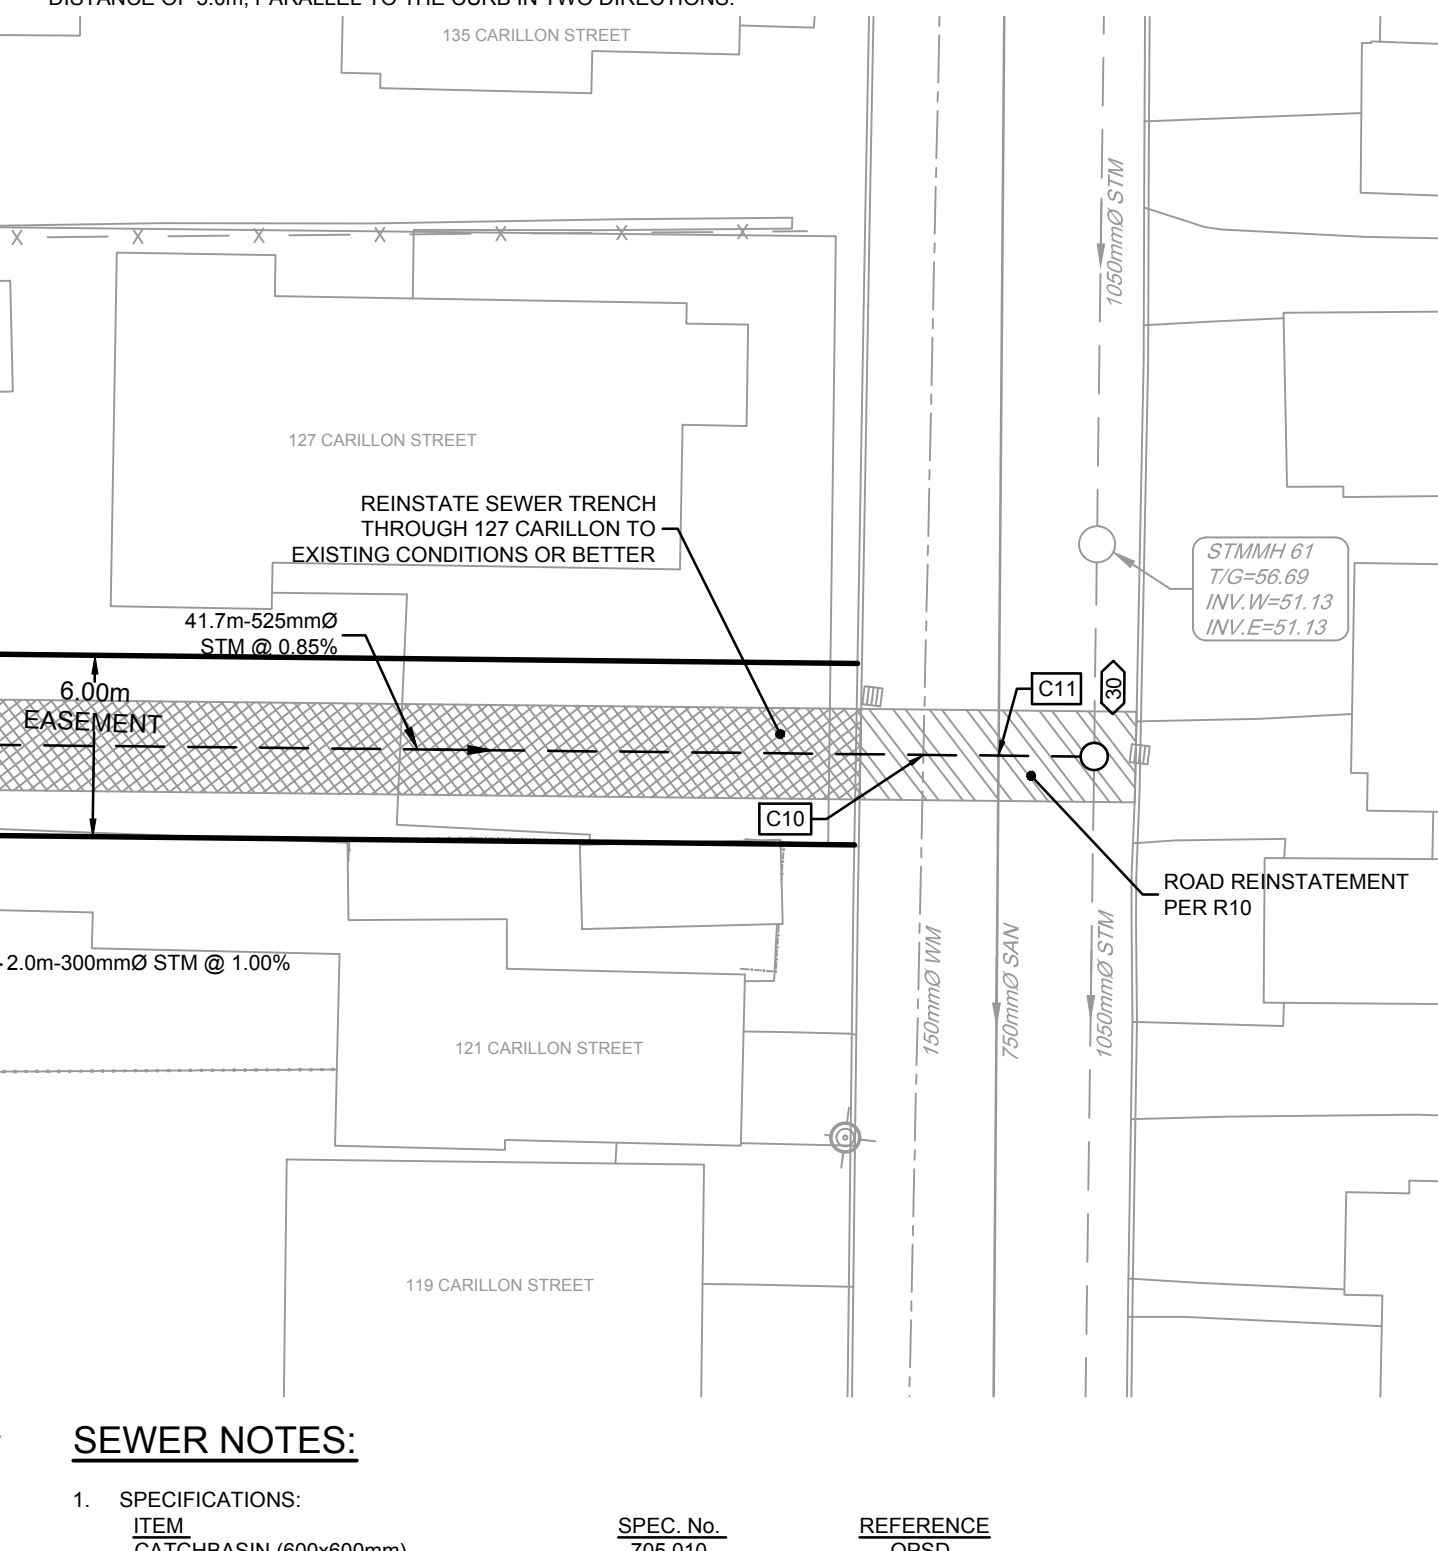 DISTANCE OF 3.0m, PARALLEL TO THE CURB IN TWO DIRECTIONS.
135 CARILLON STREET
1050mmØ STM
127 CARILLON STREET
REINSTATE SEWER TRENCH
THROUGH 127 CARILLON TO
EXISTING CONDITIONS OR BETTER
STMMH 61
T/G=56.69
INV.W=51.13
INV.E=51.13
41.7m-525mmØ
STM @ 0.85%
6.00m
EASEMENT
C11
30
C10
ROAD REINSTATEMENT
PER R10
2.0m-300mmØ STM @ 1.00%
150mmØ WM
750mmØ SAN
1050mmØ STM
121 CARILLON STREET
119 CARILLON STREET
SEWER NOTES:
1. SPECIFICATIONS:
ITEM SPEC. No. REFERENCE
CATCHBASIN (600x600mm) 705.010 OPSD